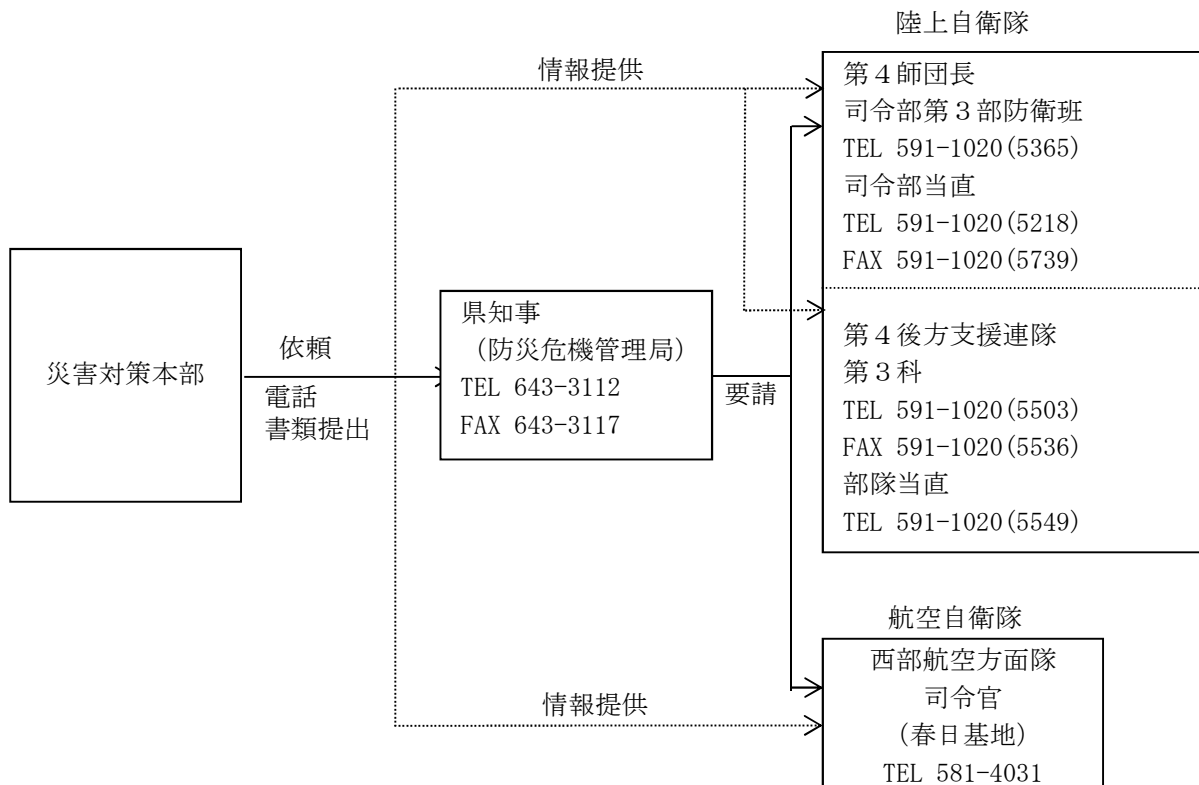 陸上自衛隊
情報提供
第４師団長
司令部第３部防衛班
TEL 591-1020(5365)
司令部当直
TEL 591-1020(5218)
FAX 591-1020(5739)
災害対策本部
依頼
電話
書類提出
県知事
（防災危機管理局）
TEL 643-3112
FAX 643-3117
要請
第４後方支援連隊
第３科
TEL 591-1020(5503)
FAX 591-1020(5536)
部隊当直
TEL 591-1020(5549)
航空自衛隊
情報提供
西部航空方面隊
司令官
（春日基地）
TEL 581-4031